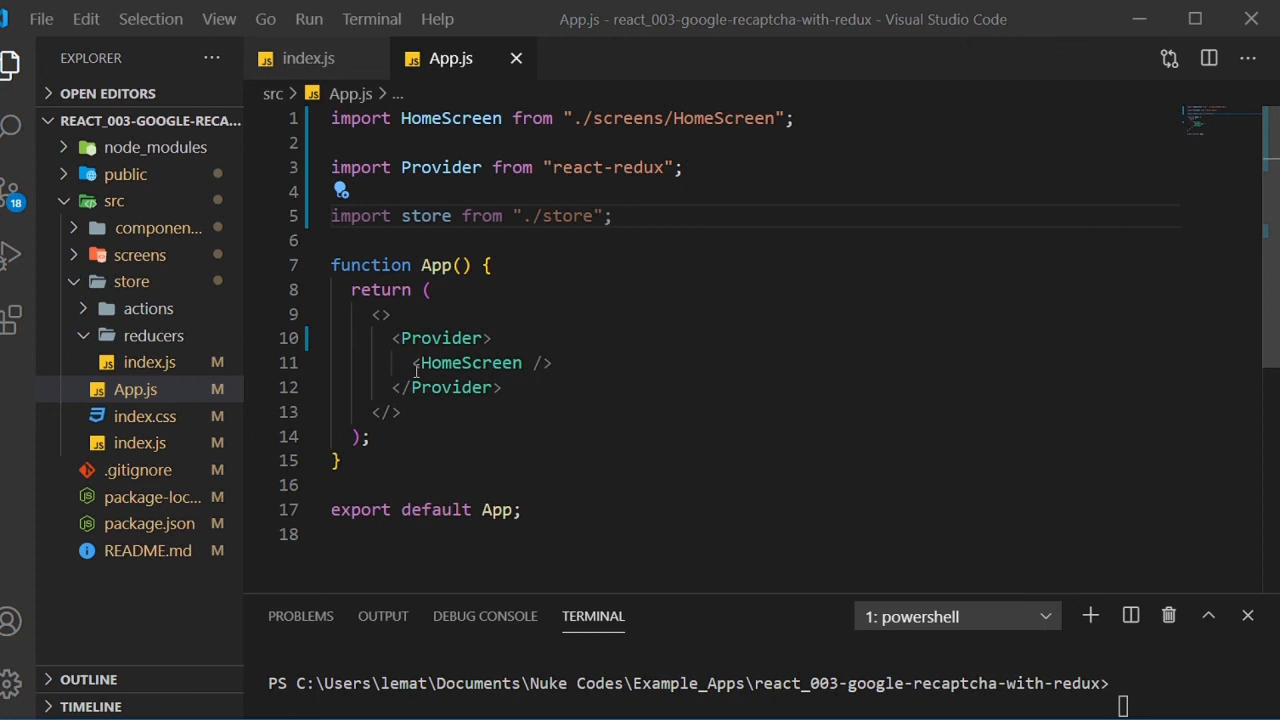 File Edit Selection View Go Run Terminal Help App.js - react_003-google-recaptcha-with-redux - Visual Studio Code
EXPLORER
OPEN EDITORS
REACT_003-GOOGLE-RECA...
node_modules
public
src
componen...
screens
store
actions
reducers
JS index.js M
JS App.js M
index.css M
JS index.js M
.gitignore M
package-loc... M
package.json M
README.md M
OUTLINE
TIMELINE
18
JS index.js JS App.js
src JS App.js ...
1 import HomeScreen from "./screens/HomeScreen";
2
3 import Provider from "react-redux";
4
5 import store from "./store";
6
7 function App() {
8 return (
9 <>
10 <Provider>
11 <HomeScreen />
12 </Provider>
13 </>
14 );
15 }
16
17 export default App;
18
PROBLEMS OUTPUT DEBUG CONSOLE TERMINAL 1: powershell
PS C:\Users\lemat\Documents\Nuke Codes\Example_Apps\react_003-google-recaptcha-with-redux>